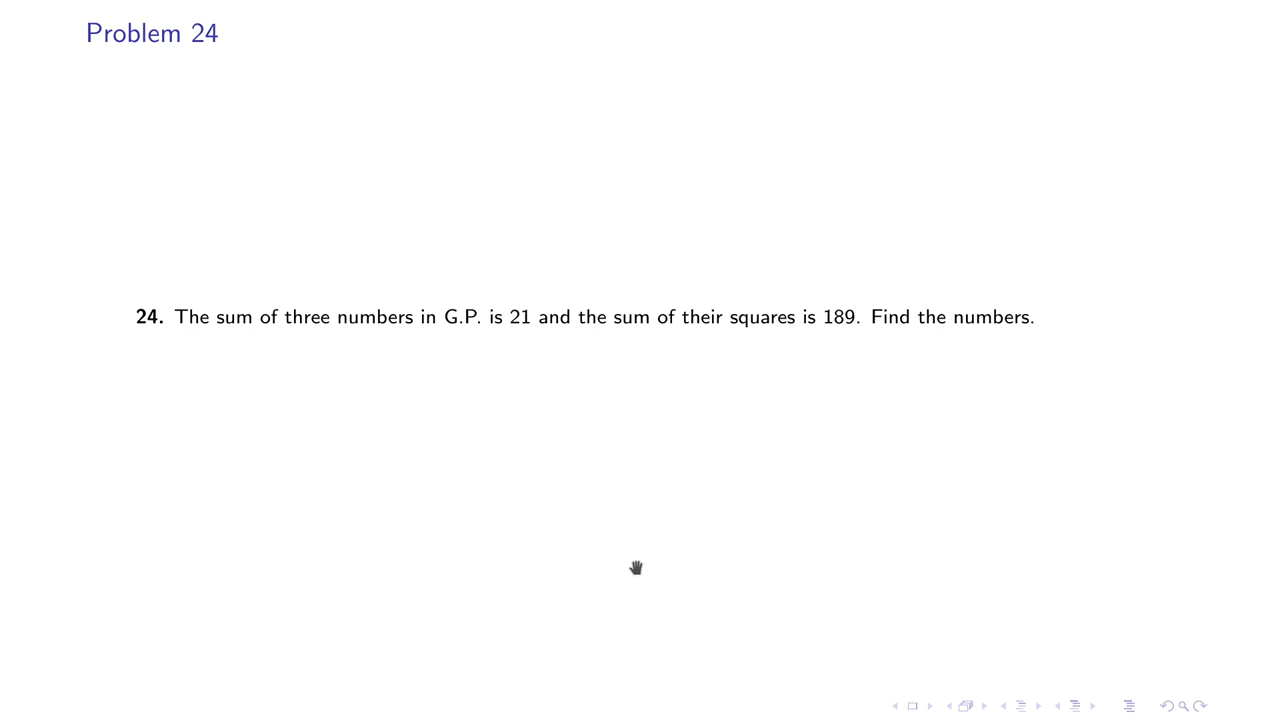 Problem 24
24. The sum of three numbers in G.P. is 21 and the sum of their squares is 189. Find the numbers.